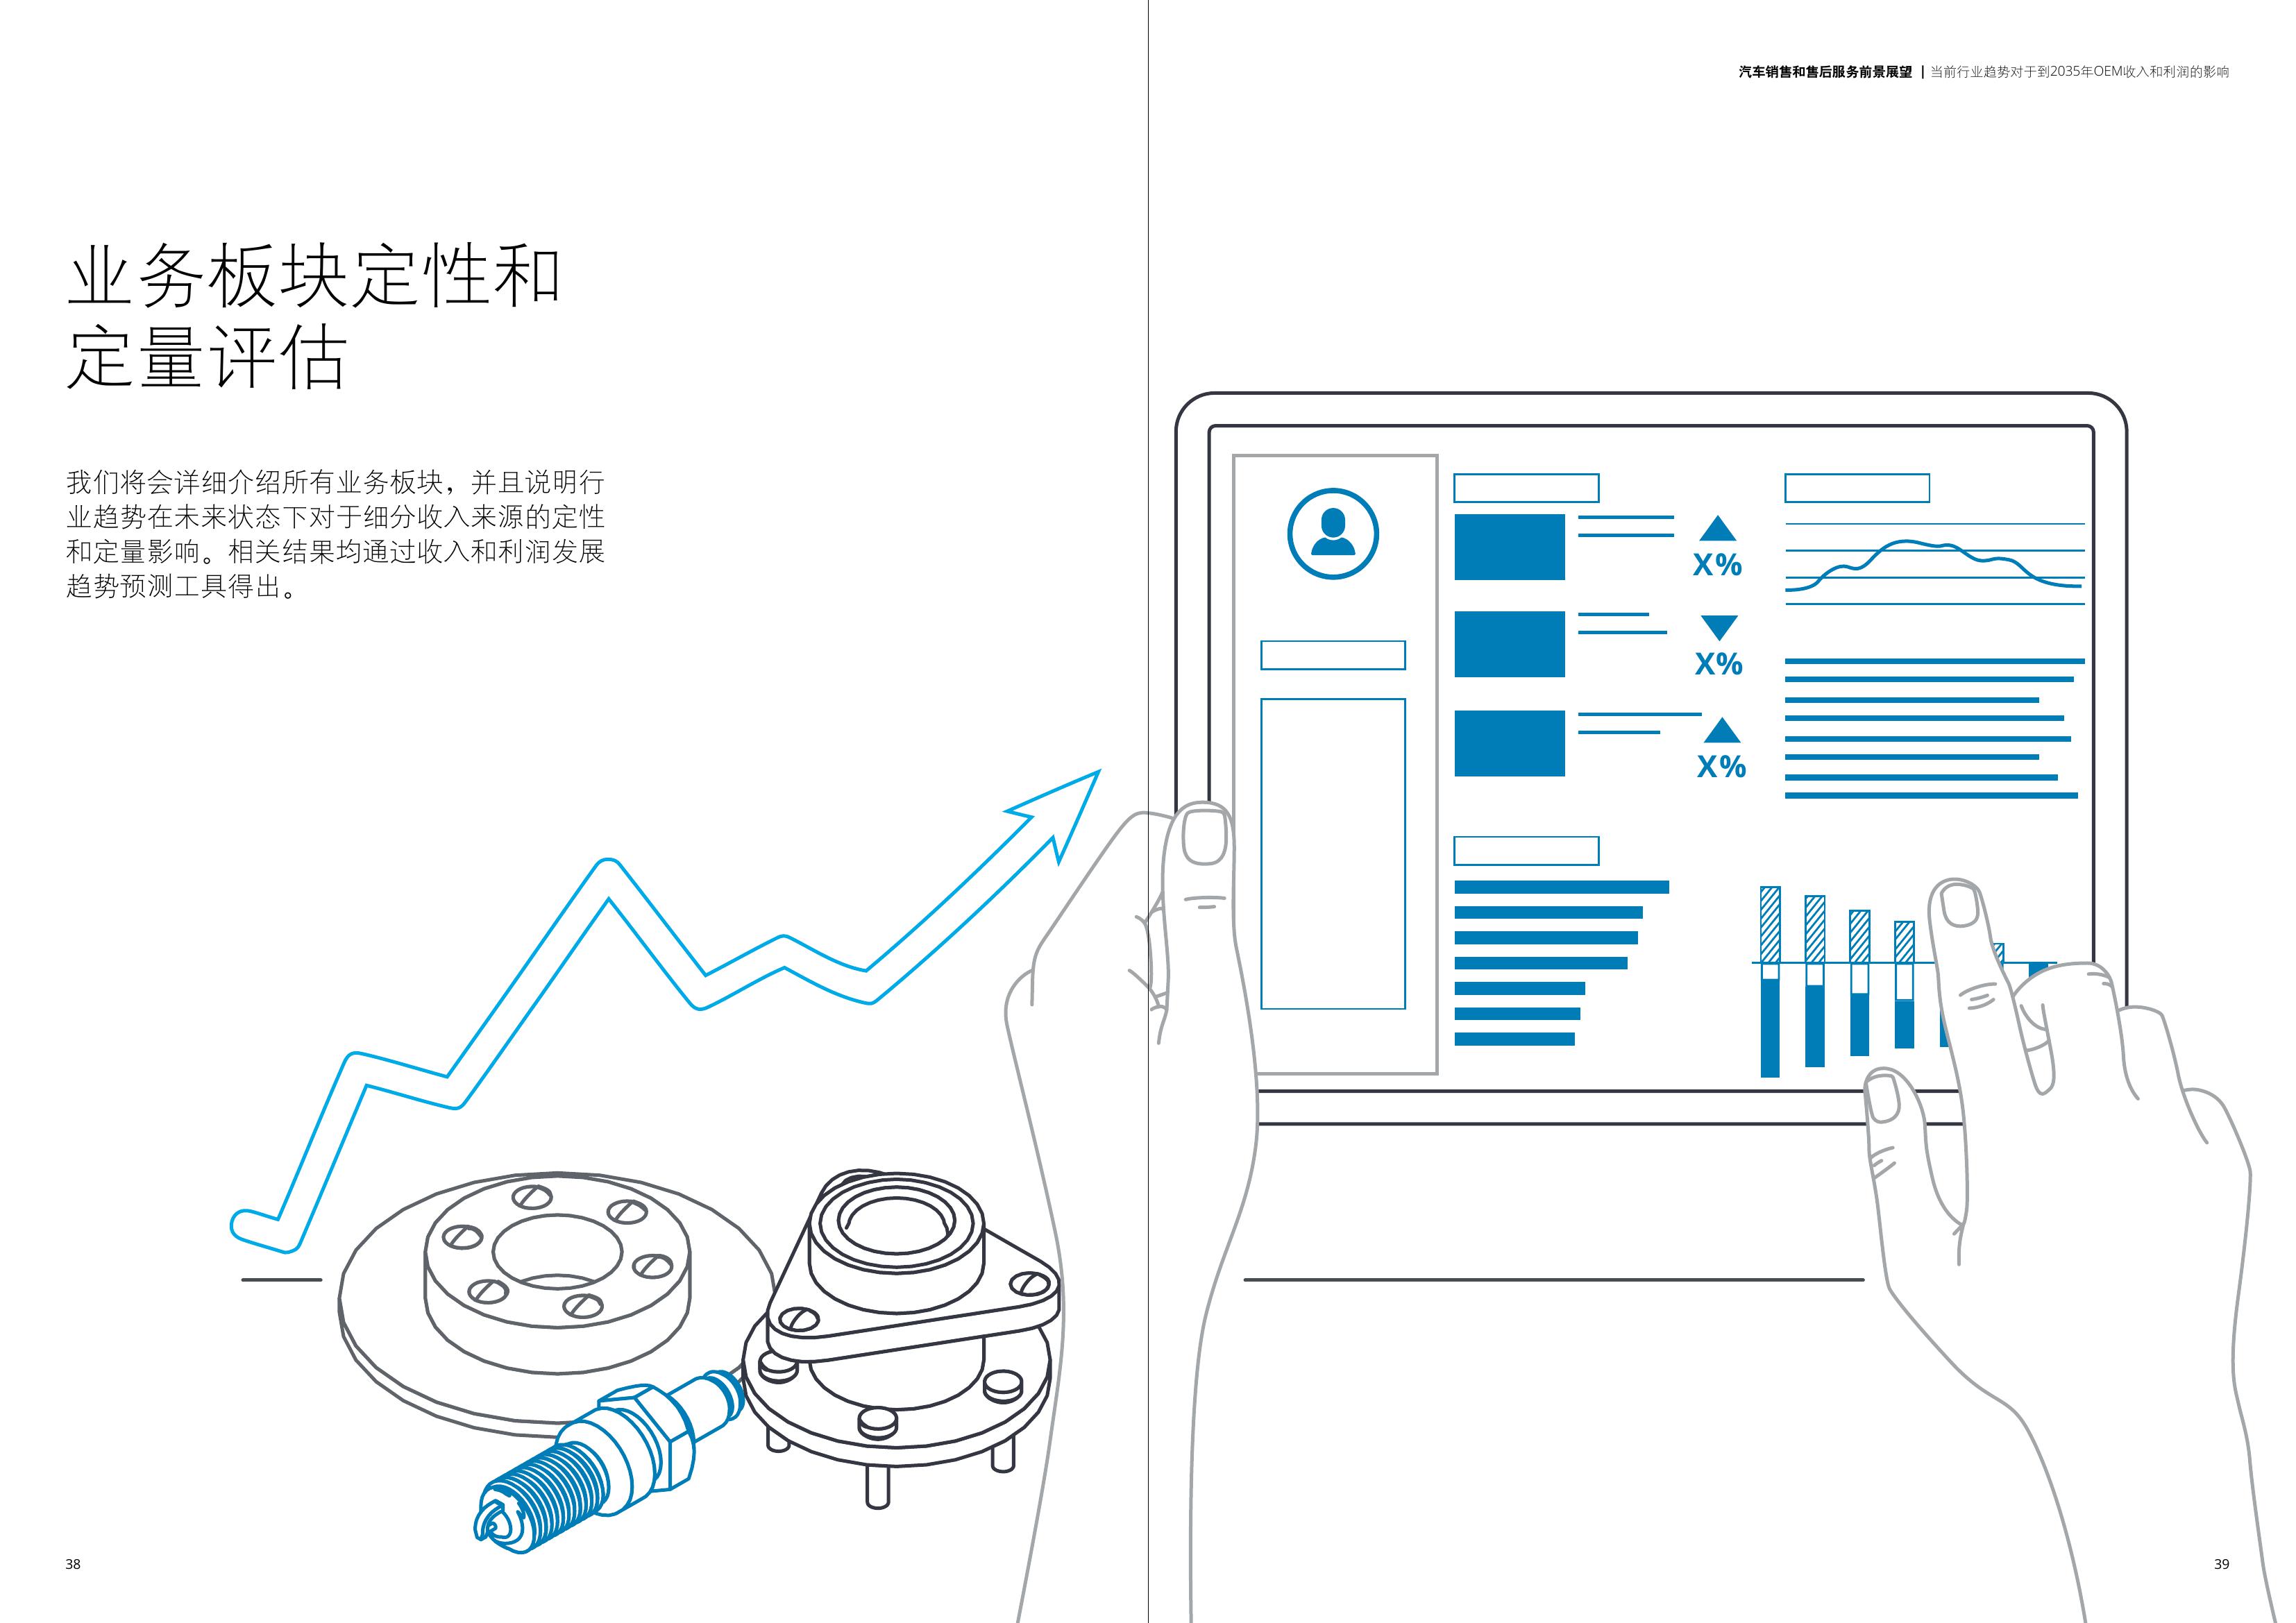 汽车销售和售后服务前景展望 | 当前行业趋势对于到2035年OEM收入和利润的影响
业务板块定性和
定量评估
我们将会详细介绍所有业务板块，并且说明行
业趋势在未来状态下对于细分收入来源的定性
和定量影响。相关结果均通过收入和利润发展
趋势预测工具得出。
X%
X%
X%
38
39